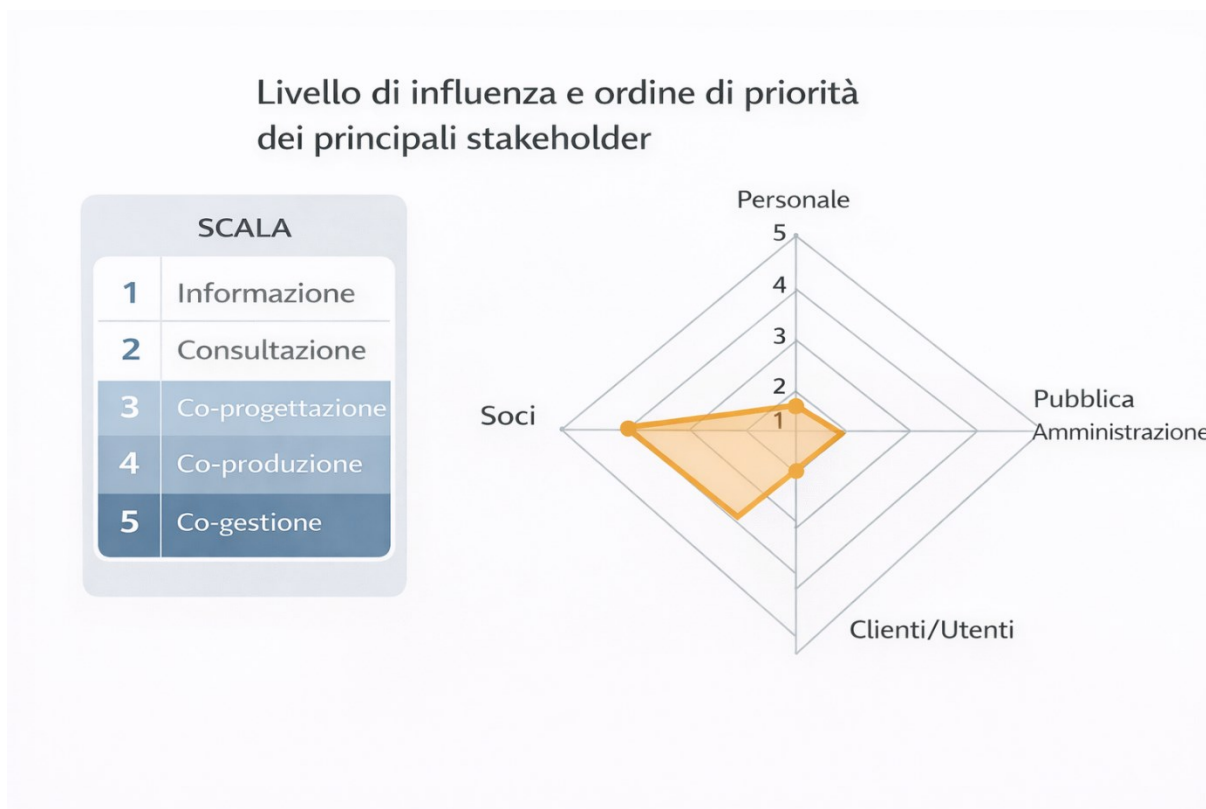 Livello di influenza e ordine di priorità
dei principali stakeholder
SCALA
1 Informazione
2 Consultazione
3 Co-progettazione
4 Co-produzione
5 Co-gestione
Personale
5
4
3
2
1
Soci
Pubblica
Amministrazione
Clienti/Utenti